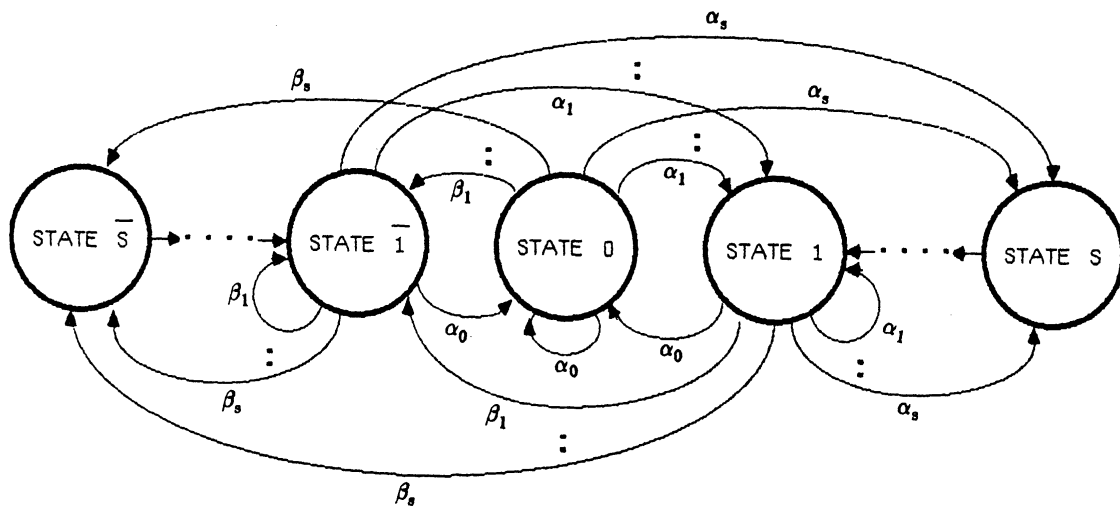 α_s
β_s
α_1
α_s
β_1
α_1
STATE S̅
STATE 1̅
STATE 0
STATE 1
STATE S
β_1
α_0
α_0
α_0
α_1
β_s
β_1
α_s
β_s